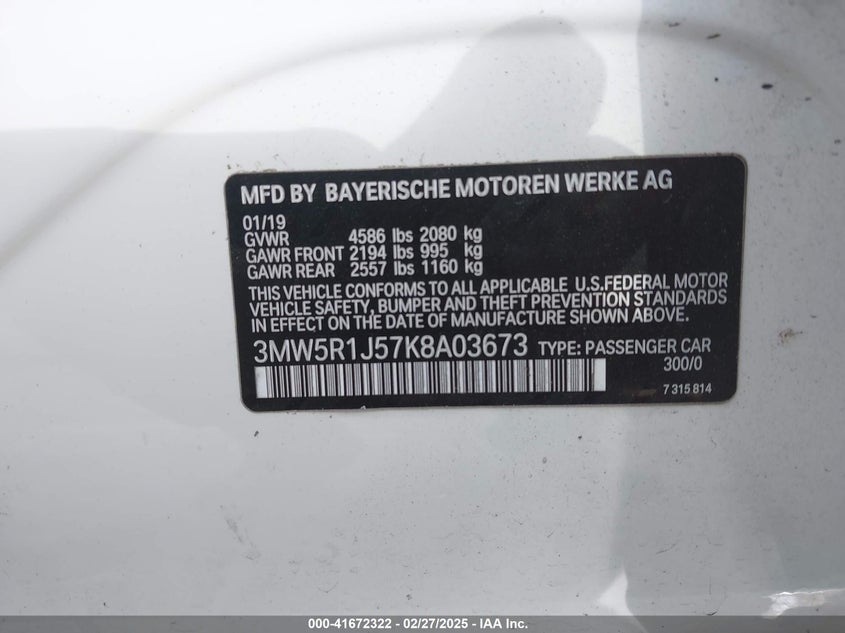 MFD BY BAYERISCHE MOTOREN WERKE AG
01/19
GVWR 4586 lbs 2080 kg
GAWR FRONT 2194 lbs 995 kg
GAWR REAR 2557 lbs 1160 kg
THIS VEHICLE CONFORMS TO ALL APPLICABLE U.S.FEDERAL MOTOR
VEHICLE SAFETY, BUMPER AND THEFT PREVENTION STANDARDS
IN EFFECT ON THE DATE OF MANUFACTURE SHOWN ABOVE.
3MW5R1J57K8A03673 TYPE: PASSENGER CAR
300/0
7 315 814
000-41672322 - 02/27/2025 - IAA Inc.